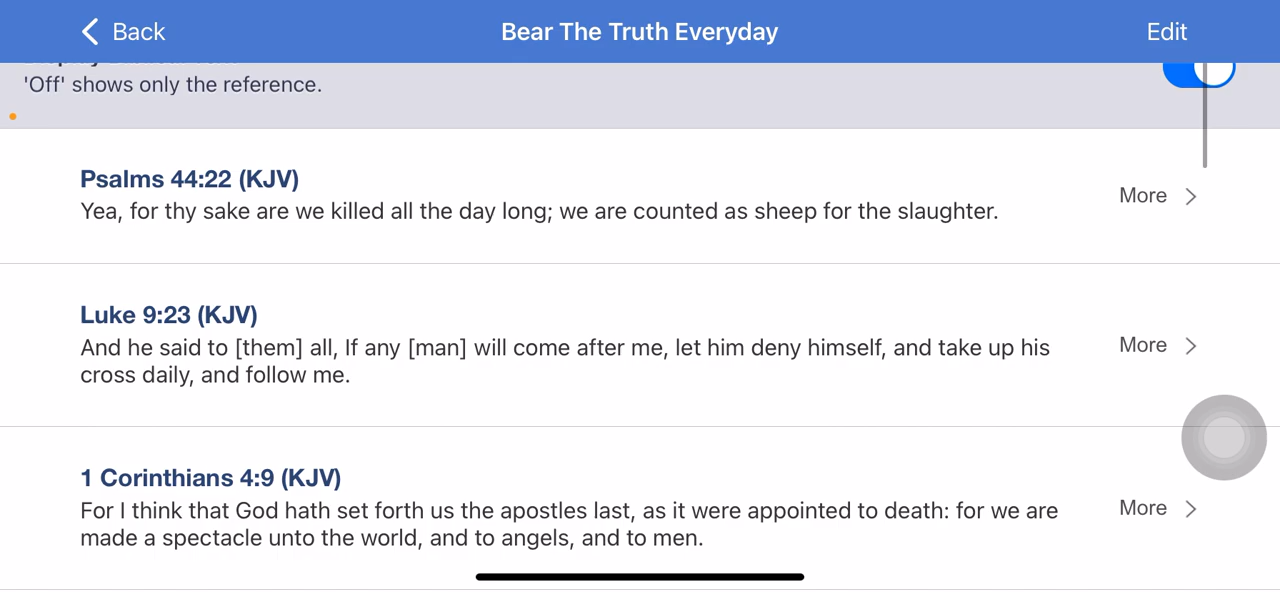 Back
Bear The Truth Everyday
Edit
'Off' shows only the reference.
Psalms 44:22 (KJV)
Yea, for thy sake are we killed all the day long; we are counted as sheep for the slaughter.
More
Luke 9:23 (KJV)
And he said to [them] all, If any [man] will come after me, let him deny himself, and take up his
cross daily, and follow me.
More
1 Corinthians 4:9 (KJV)
For I think that God hath set forth us the apostles last, as it were appointed to death: for we are
made a spectacle unto the world, and to angels, and to men.
More